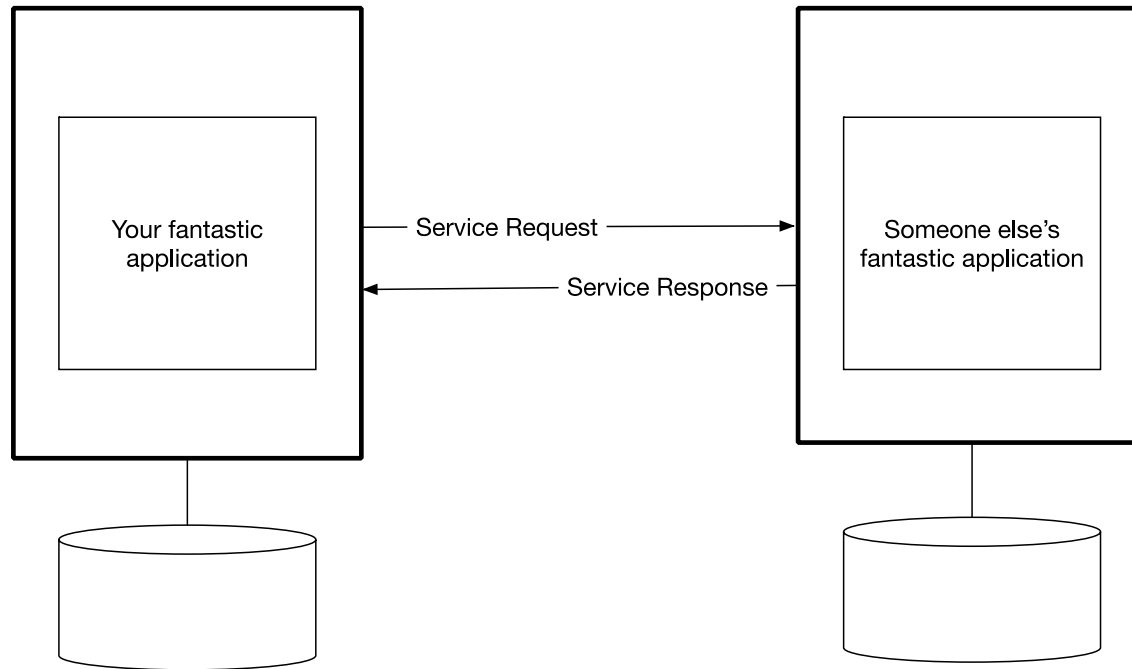 Your fantastic
application
Service Request
Service Response
Someone else’s
fantastic application